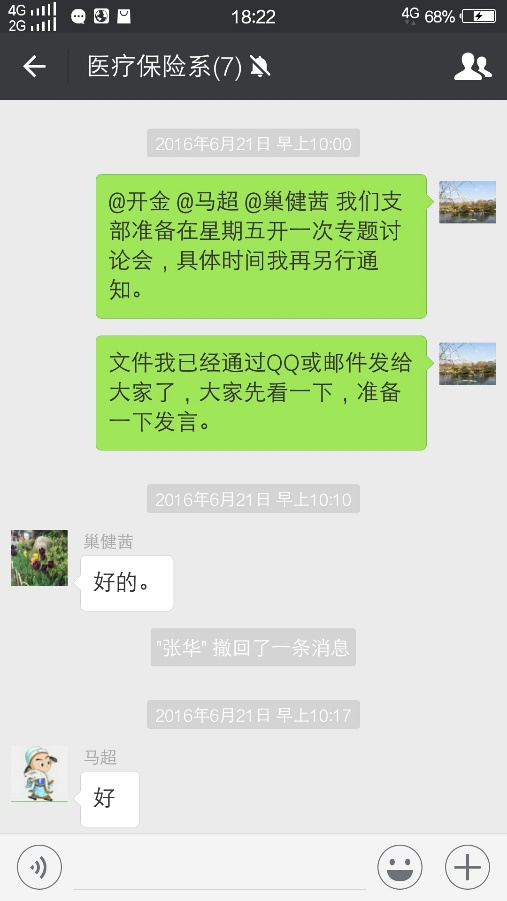 4G
2G
18:22
4G 68%
医疗保险系(7)
2016年6月21日 早上10:00
@开金 @马超 @巢健茜 我们支
部准备在星期五开一次专题讨
论会，具体时间我再另行通
知。
文件我已经通过QQ或邮件发给
大家了，大家先看一下，准备
一下发言。
2016年6月21日 早上10:10
巢健茜
好的。
"张华" 撤回了一条消息
2016年6月21日 早上10:17
马超
好